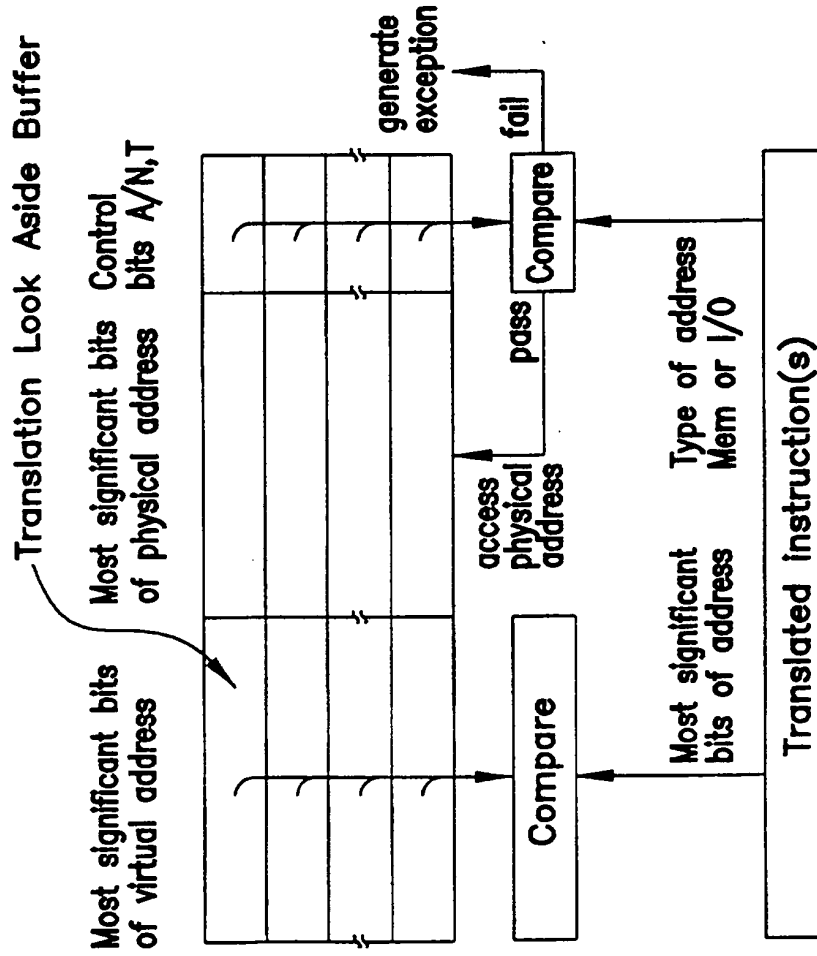 Translation Look Aside Buffer
Most significant bits
of virtual address
Most significant bits
of physical address
Control
bits A/N,T
generate
exception
access
physical
address
pass
fail
Compare
Compare
Most significant
bits of address
Type of address
Mem or I/O
Translated instruction(s)